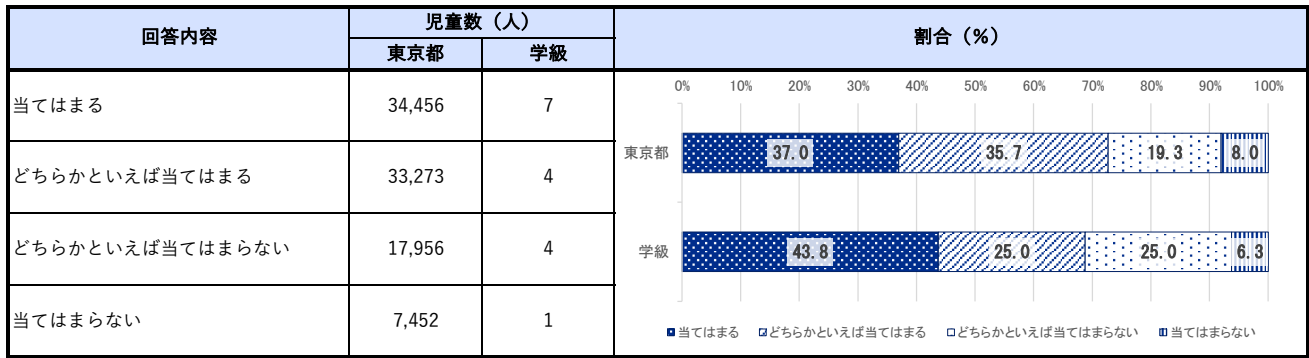 回答内容 児童数（人） 割合（%）
東京都 学級
当てはまる 34,456 7
どちらかといえば当てはまる 33,273 4
どちらかといえば当てはまらない 17,956 4
当てはまらない 7,452 1
0% 10% 20% 30% 40% 50% 60% 70% 80% 90% 100%
東京都 37.0 35.7 19.3 8.0
学級 43.8 25.0 25.0 6.3
当てはまる どちらかといえば当てはまる どちらかといえば当てはまらない 当てはまらない